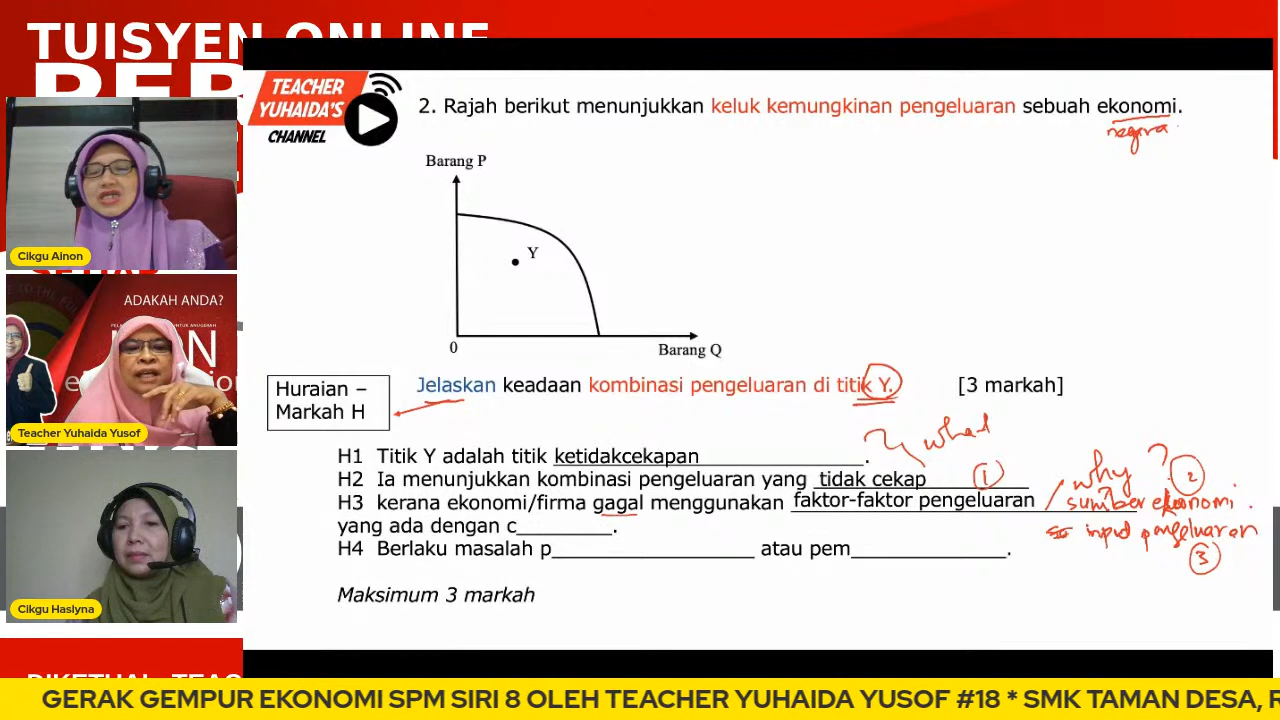 TUISYEN ONLINE
TEACHER
YUHAIDA'S
CHANNEL
2. Rajah berikut menunjukkan keluk kemungkinan pengeluaran sebuah ekonomi.
negara
Barang P
Y
0
Barang Q
Cikgu Ainon
ADAKAH ANDA?
Teacher Yuhaida Yusof
Cikgu Haslyna
Huraian –
Markah H
Jelaskan keadaan kombinasi pengeluaran di titik Y. [3 markah]
what
H1 Titik Y adalah titik ketidakcekapan______________.
H2 Ia menunjukkan kombinasi pengeluaran yang tidak cekap 1
why ? 2
H3 kerana ekonomi/firma gagal menggunakan faktor-faktor pengeluaran / sumber ekonomi.
yang ada dengan c_________.
input pengeluaran
3
H4 Berlaku masalah p___________________ atau pem______________.
Maksimum 3 markah
GERAK GEMPUR EKONOMI SPM SIRI 8 OLEH TEACHER YUHAIDA YUSOF #18 * SMK TAMAN DESA, R